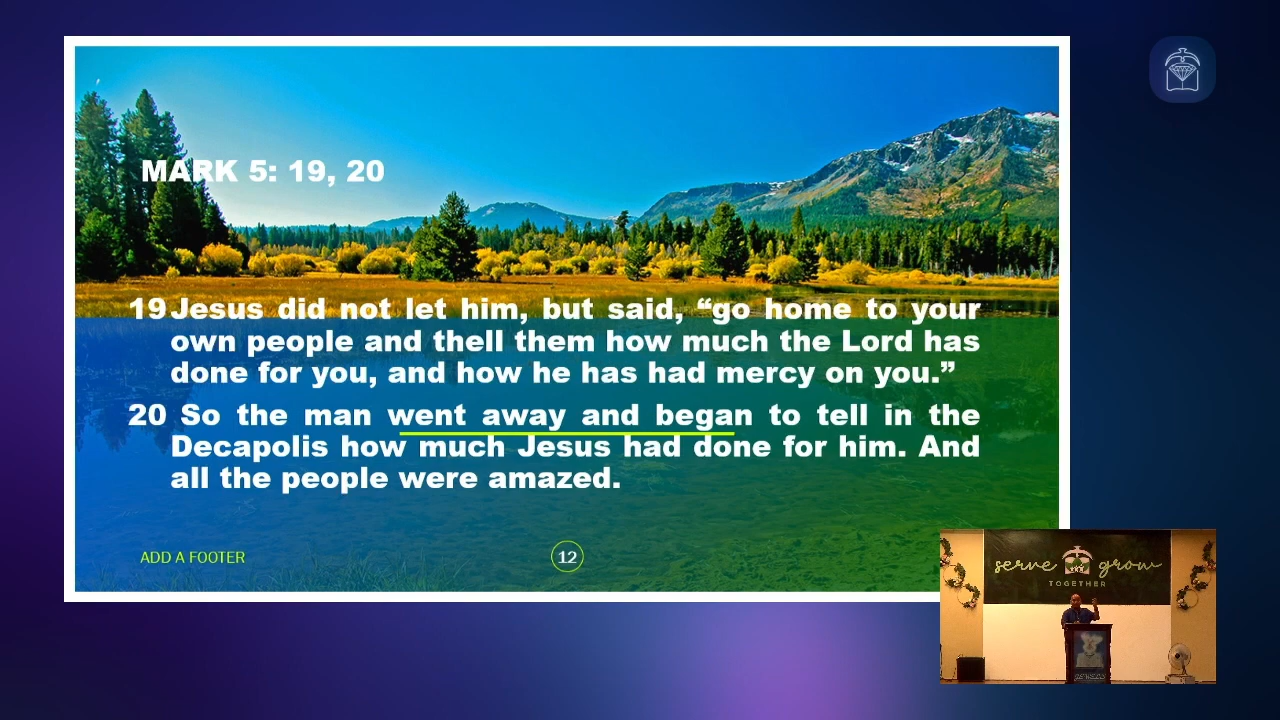 MARK 5: 19, 20
19 Jesus did not let him, but said, “go home to your
own people and thell them how much the Lord has
done for you, and how he has had mercy on you.”
20 So the man went away and began to tell in the
Decapolis how much Jesus had done for him. And
all the people were amazed.
ADD A FOOTER
12
serve grow
TOGETHER